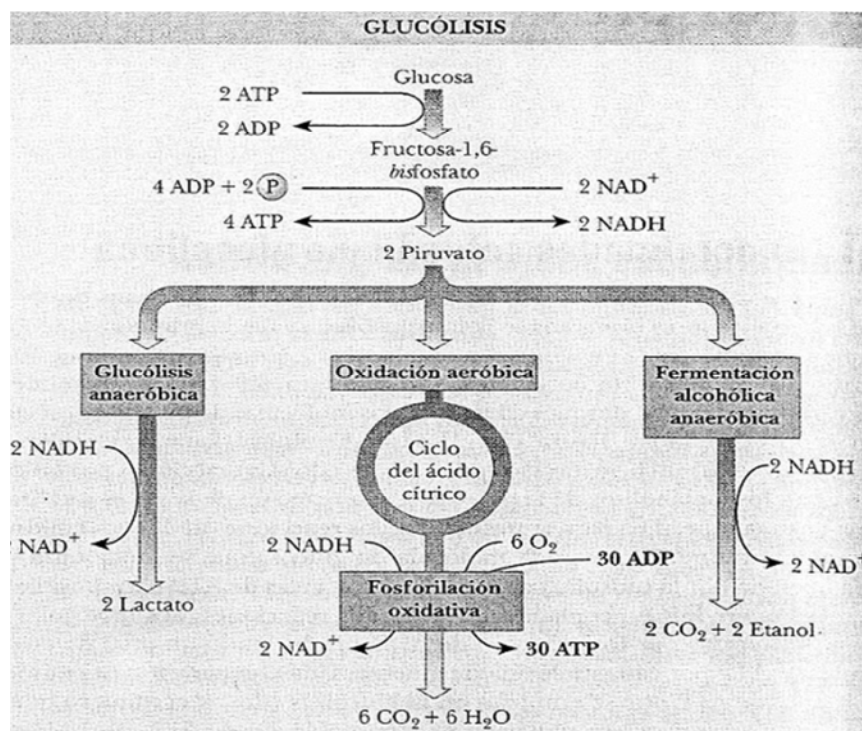 GLUCÓLISIS
Glucosa
2 ATP
2 ADP
Fructosa-1,6-
bisfosfato
4 ADP + 2 P
2 NAD+
4 ATP
2 NADH
2 Piruvato
Glucólisis
anaeróbica
Oxidación aeróbica
Fermentación
alcohólica
anaeróbica
Ciclo
del ácido
cítrico
2 NADH
2 NAD+
2 Lactato
2 NADH
6 O2
30 ADP
Fosforilación
oxidativa
2 NAD+
30 ATP
6 CO2 + 6 H2O
2 NADH
2 NAD+
2 CO2 + 2 Etanol